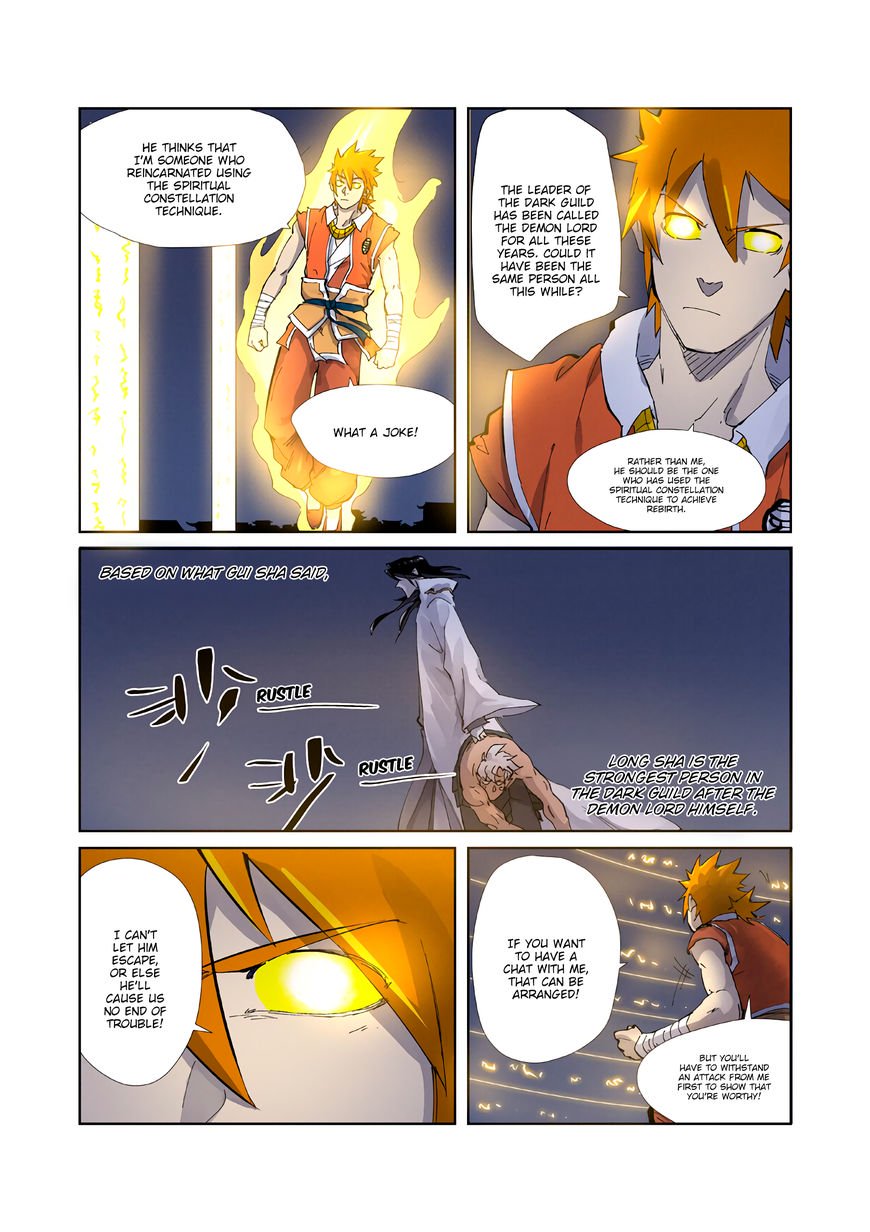 HE THINKS THAT
I'M SOMEONE WHO
REINCARNATED USING
THE SPIRITUAL
CONSTELLATION
TECHNIQUE.
WHAT A JOKE!
THE LEADER OF
THE DARK GUILD
HAS BEEN CALLED
THE DEMON LORD
FOR ALL THESE
YEARS. COULD IT
HAVE BEEN THE
SAME PERSON ALL
THIS WHILE?
RATHER THAN ME,
HE SHOULD BE THE ONE
WHO HAS USED THE
SPIRITUAL CONSTELLATION
TECHNIQUE TO ACHIEVE
REBIRTH.
BASED ON WHAT GUI SHA SAID,
RUSTLE
RUSTLE
LONG SHA IS THE
STRONGEST PERSON IN
THE DARK GUILD AFTER THE
DEMON LORD HIMSELF.
I CAN'T
LET HIM
ESCAPE,
OR ELSE
HE'LL
CAUSE US
NO END OF
TROUBLE!
IF YOU WANT
TO HAVE A
CHAT WITH ME,
THAT CAN BE
ARRANGED!
BUT YOU'LL
HAVE TO WITHSTAND
AN ATTACK FROM ME
FIRST TO SHOW THAT
YOU'RE WORTHY!